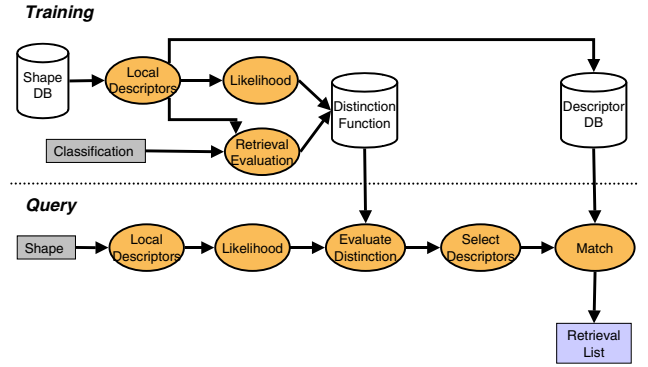 Training
Shape
DB
Local
Descriptors
Likelihood
Distinction
Function
Descriptor
DB
Classification
Retrieval
Evaluation
Query
Shape
Local
Descriptors
Likelihood
Evaluate
Distinction
Select
Descriptors
Match
Retrieval
List